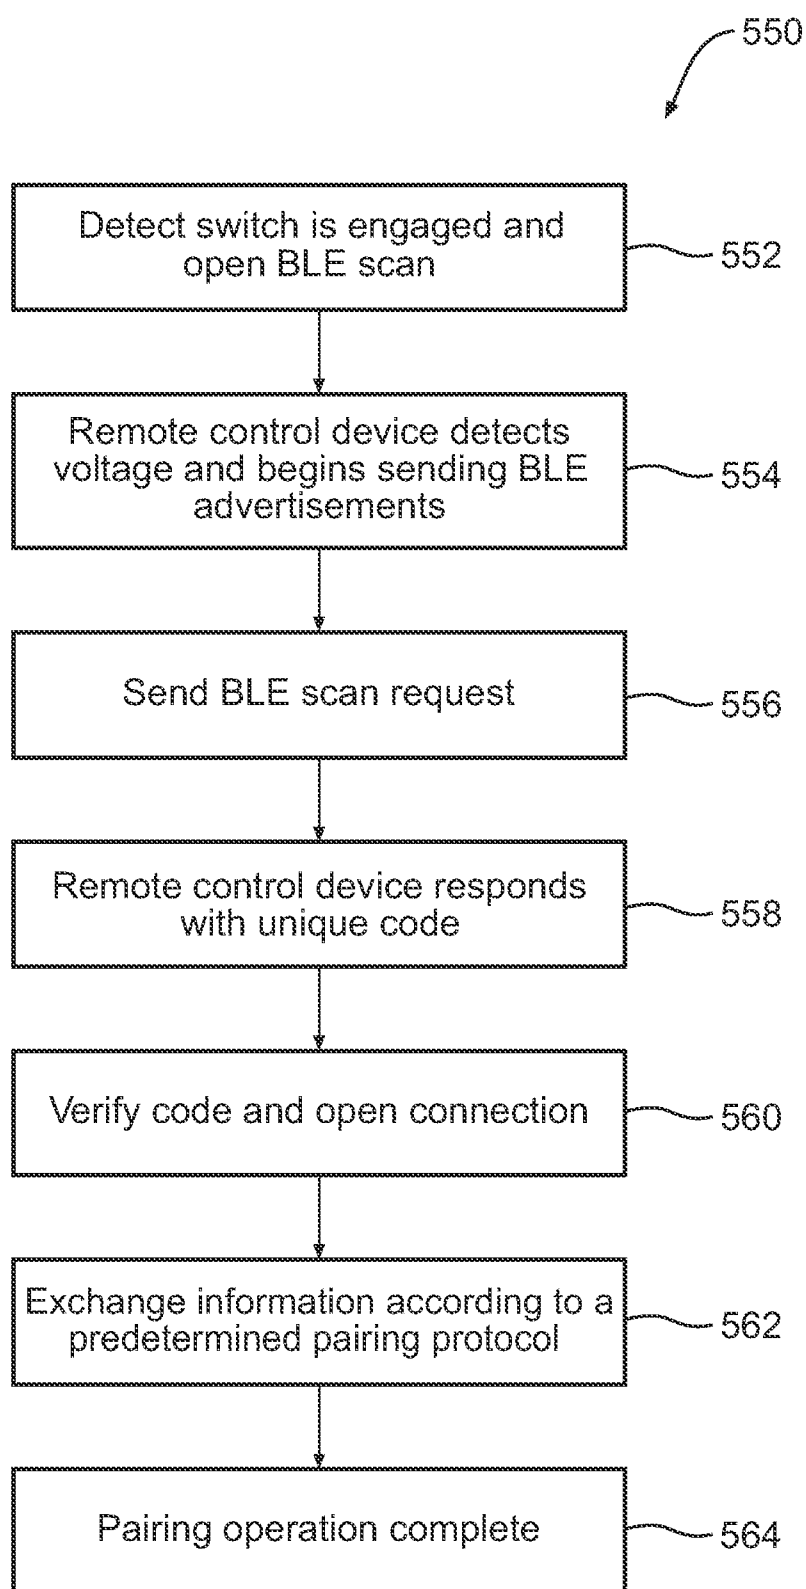 550
Detect switch is engaged and
open BLE scan
552
Remote control device detects
voltage and begins sending BLE
advertisements
554
Send BLE scan request
556
Remote control device responds
with unique code
558
Verify code and open connection
560
Exchange information according to a
predetermined pairing protocol
562
Pairing operation complete
564